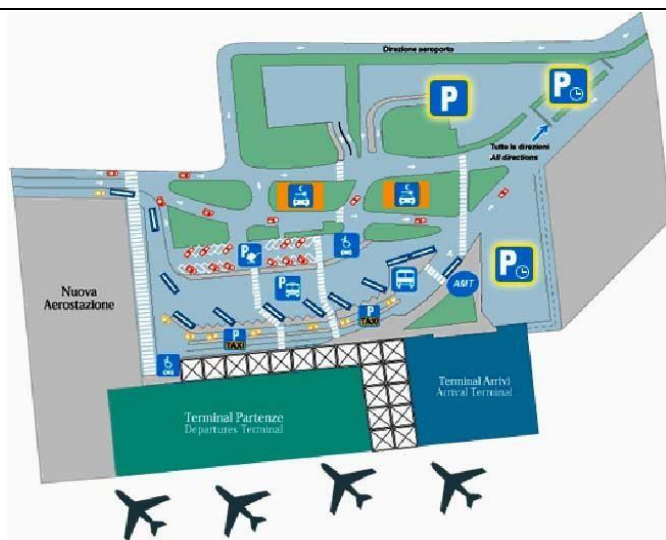 Direzione aeroporto
P
P
Tutte le direzioni
All directions
P
P
P
AMT
Nuova
Aerostazione
P
TAXI
P
TAXI
Terminal Arrivi
Arrival Terminal
Terminal Partenze
Departures Terminal